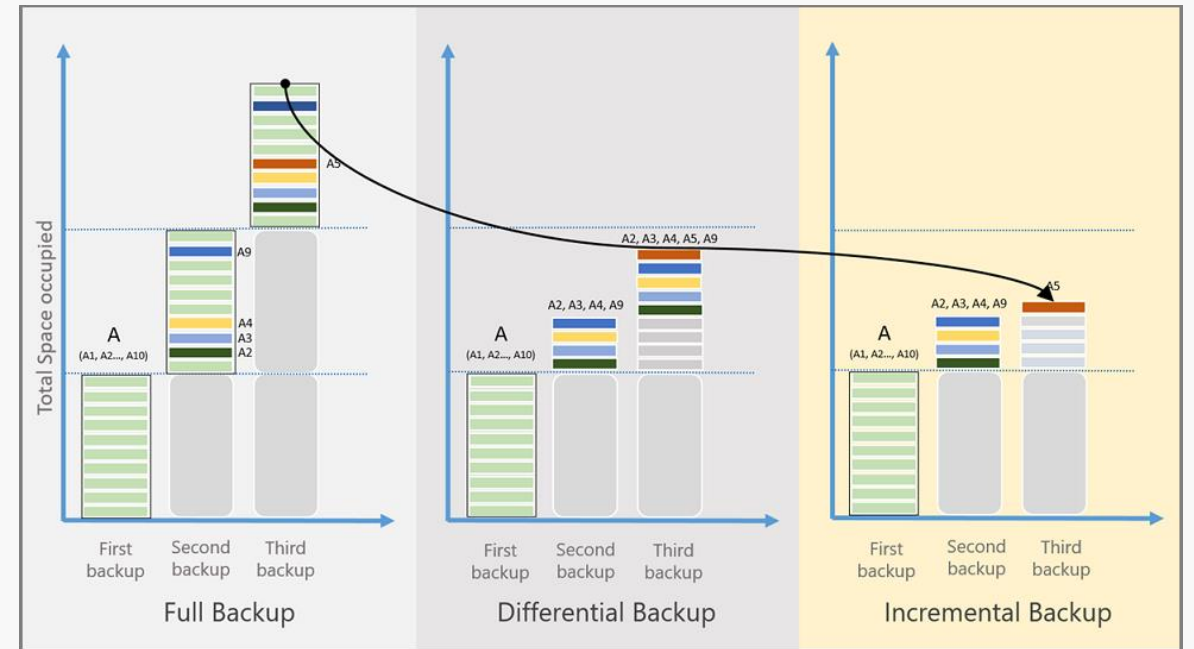 Total Space occupied
A5
A9
A4
A3
A2
A
(A1, A2..., A10)
First
backup
Second
backup
Third
backup
Full Backup
A2, A3, A4, A5, A9
A2, A3, A4, A9
A
(A1, A2..., A10)
First
backup
Second
backup
Third
backup
Differential Backup
A5
A2, A3, A4, A9
A
(A1, A2..., A10)
First
backup
Second
backup
Third
backup
Incremental Backup